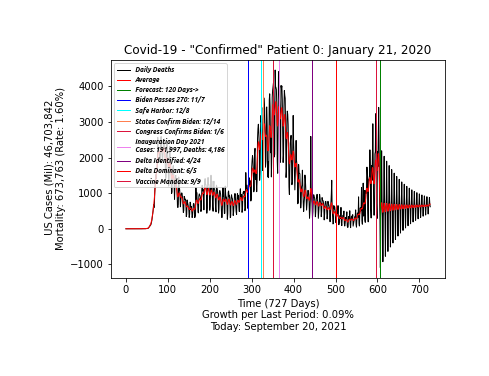 Covid-19 - "Confirmed" Patient 0: January 21, 2020
Daily Deaths
Average
Forecast: 120 Days->
Biden Passes 270: 11/7
Safe Harbor: 12/8
States Confirm Biden: 12/14
Congress Confirms Biden: 1/6
Inauguration Day 2021
Cases: 191,997, Deaths: 4,186
Delta Identified: 4/24
Delta Dominant: 6/5
Vaccine Mandate: 9/9
US Cases (Mil): 46,703,842
Mortality: 673,763 (Rate: 1.60%)
4000
3000
2000
1000
0
−1000
0 100 200 300 400 500 600 700
Time (727 Days)
Growth per Last Period: 0.09%
Today: September 20, 2021